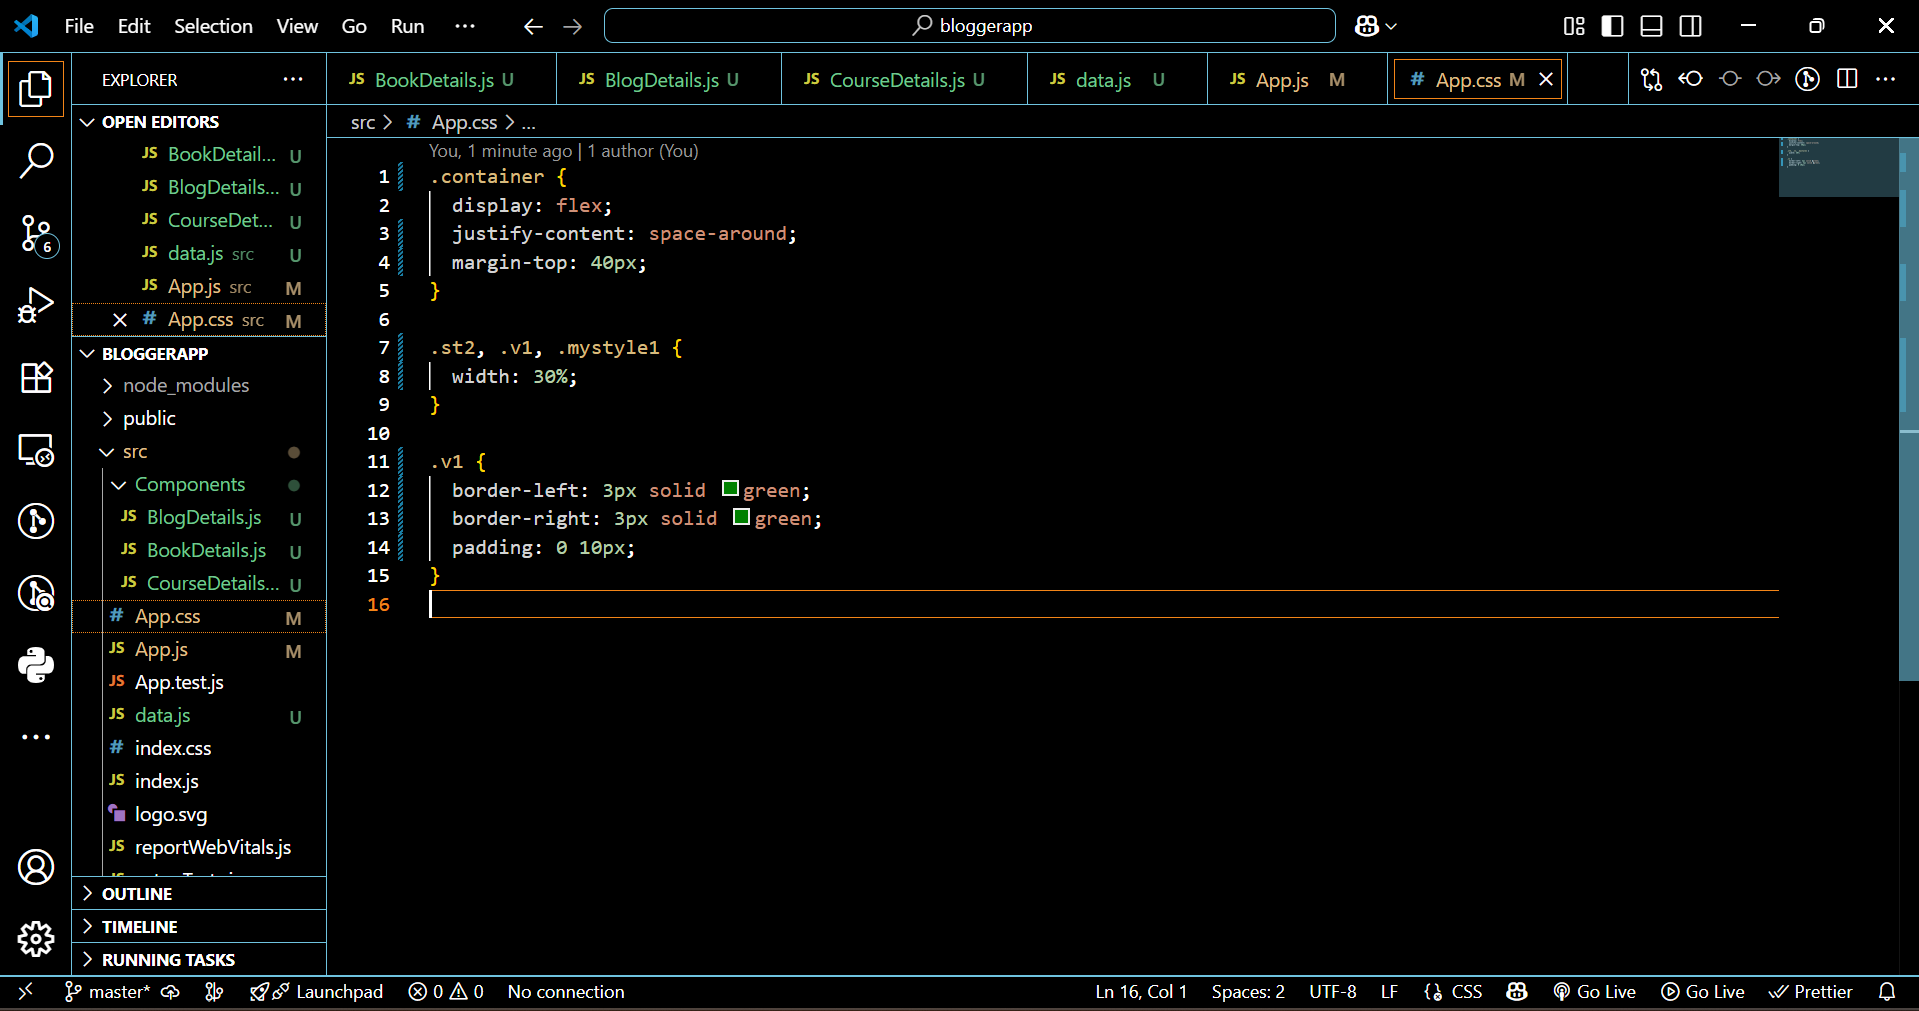 File Edit Selection View Go Run ··· bloggerapp
EXPLORER ···
OPEN EDITORS
JS BookDetail... U
JS BlogDetails... U
JS CourseDet... U
JS data.js src U
JS App.js src M
# App.css src M
BLOGGERAPP
node_modules
public
src
Components
JS BlogDetails.js U
JS BookDetails.js U
JS CourseDetails... U
# App.css M
JS App.js M
JS App.test.js
JS data.js U
# index.css
JS index.js
logo.svg
JS reportWebVitals.js
OUTLINE
TIMELINE
RUNNING TASKS
6
JS BookDetails.js U JS BlogDetails.js U JS CourseDetails.js U JS data.js U JS App.js M # App.css M
src > # App.css > ...
You, 1 minute ago | 1 author (You)
1 .container {
2   display: flex;
3   justify-content: space-around;
4   margin-top: 40px;
5 }
6
7 .st2, .v1, .mystyle1 {
8   width: 30%;
9 }
10
11 .v1 {
12   border-left: 3px solid green;
13   border-right: 3px solid green;
14   padding: 0 10px;
15 }
16
master* Launchpad 0 0 No connection Ln 16, Col 1 Spaces: 2 UTF-8 LF {} CSS Go Live Go Live Prettier